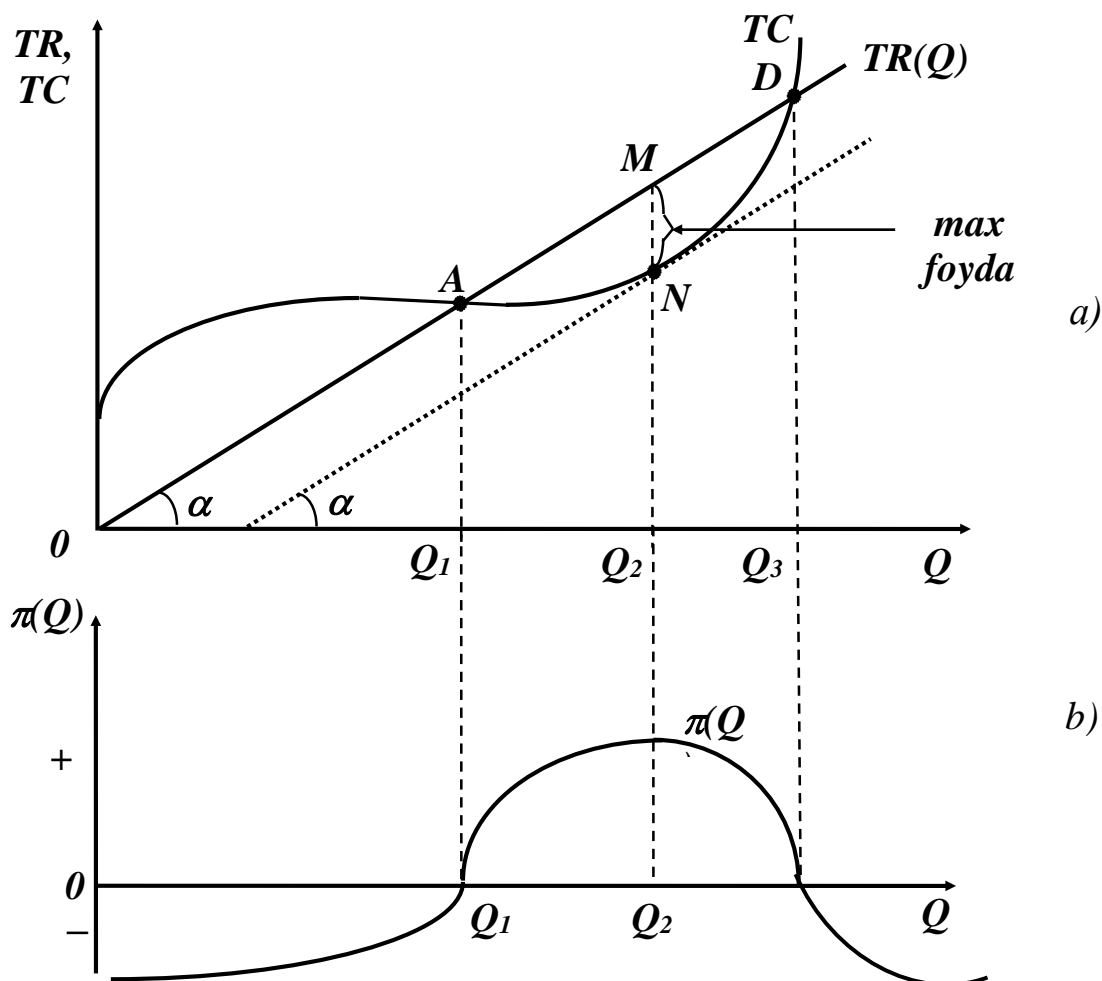 TR,
TC
TC
TR(Q)
D
M
max
foyda
A
N
a)
α
α
0
Q1
Q2
Q3
Q
π(Q)
b)
π(Q
+
0
Q1
Q2
Q
−